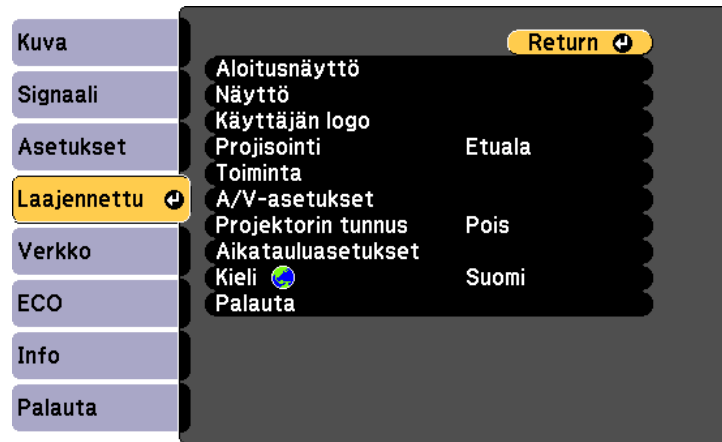 Kuva
Signaali
Asetukset
Laajennettu
Verkko
ECO
Info
Palauta
Return
Aloitusnäyttö
Näyttö
Käyttäjän logo
Projisointi Etuala
Toiminta
A/V-asetukset
Projektorin tunnus Pois
Aikatauluasetukset
Kieli Suomi
Palauta